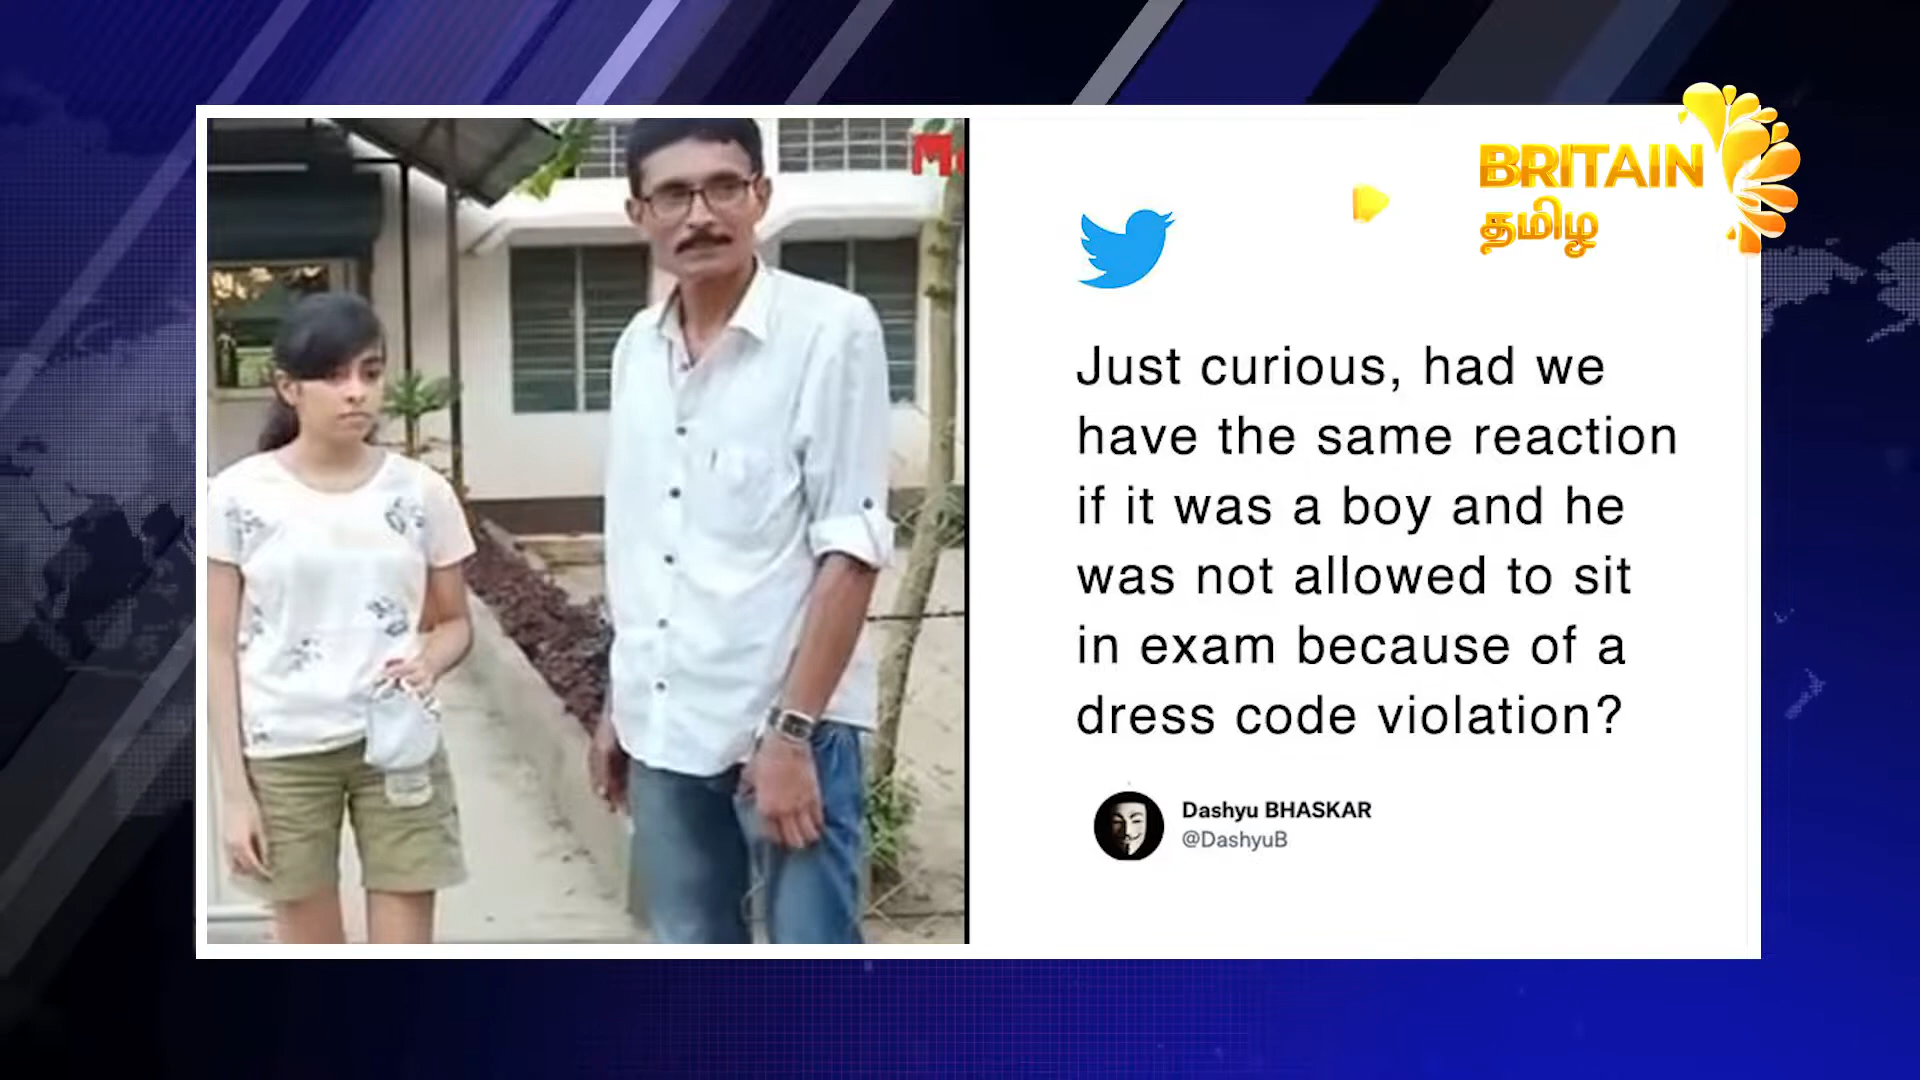 BRITAIN
தமிழ்
Just curious, had we
have the same reaction
if it was a boy and he
was not allowed to sit
in exam because of a
dress code violation?
Dashyu BHASKAR
@DashyuB